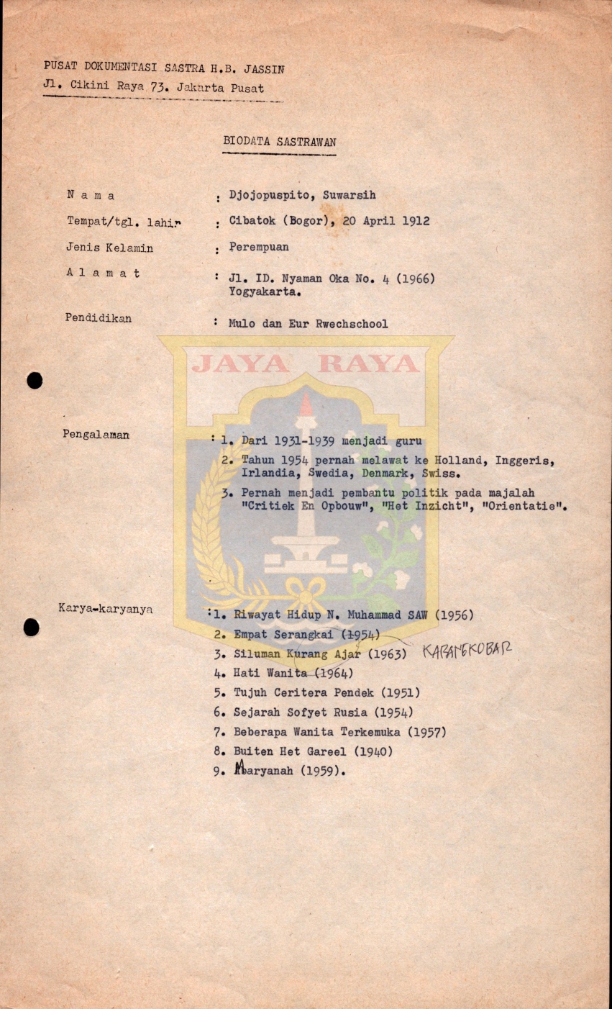 PUSAT DOKUMENTASI SASTRA H.B. JASSIN
Jl. Cikini Raya 73. Jakarta Pusat
BIODATA SASTRAWAN
N a m a : Djojopuspito, Suwarsih
Tempat/tgl. lahir : Cibatok (Bogor), 20 April 1912
Jenis Kelamin : Perempuan
A l a m a t : Jl. ID. Nyaman Oka No. 4 (1966)
Yogyakarta.
Pendidikan : Mulo dan Eur Rwechschool
JAYA RAYA
Pengalaman : 1. Dari 1931-1939 menjadi guru
2. Tahun 1954 pernah melawat ke Holland, Inggeris,
Irlandia, Swedia, Denmark, Swiss.
3. Pernah menjadi pembantu politik pada majalah
"Critiek En Opbouw", "Het Inzicht", "Orientatie".
Karya-karyanya :1. Riwayat Hidup N. Muhammad SAW (1956)
2. Empat Serangkai (1954)
3. Siluman Kurang Ajar (1963) KARANGKOBAR
4. Hati Wanita (1964)
5. Tujuh Ceritera Pendek (1951)
6. Sejarah Sofyet Rusia (1954)
7. Beberapa Wanita Terkemuka (1957)
8. Buiten Het Gareel (1940)
9. Maryanah (1959).